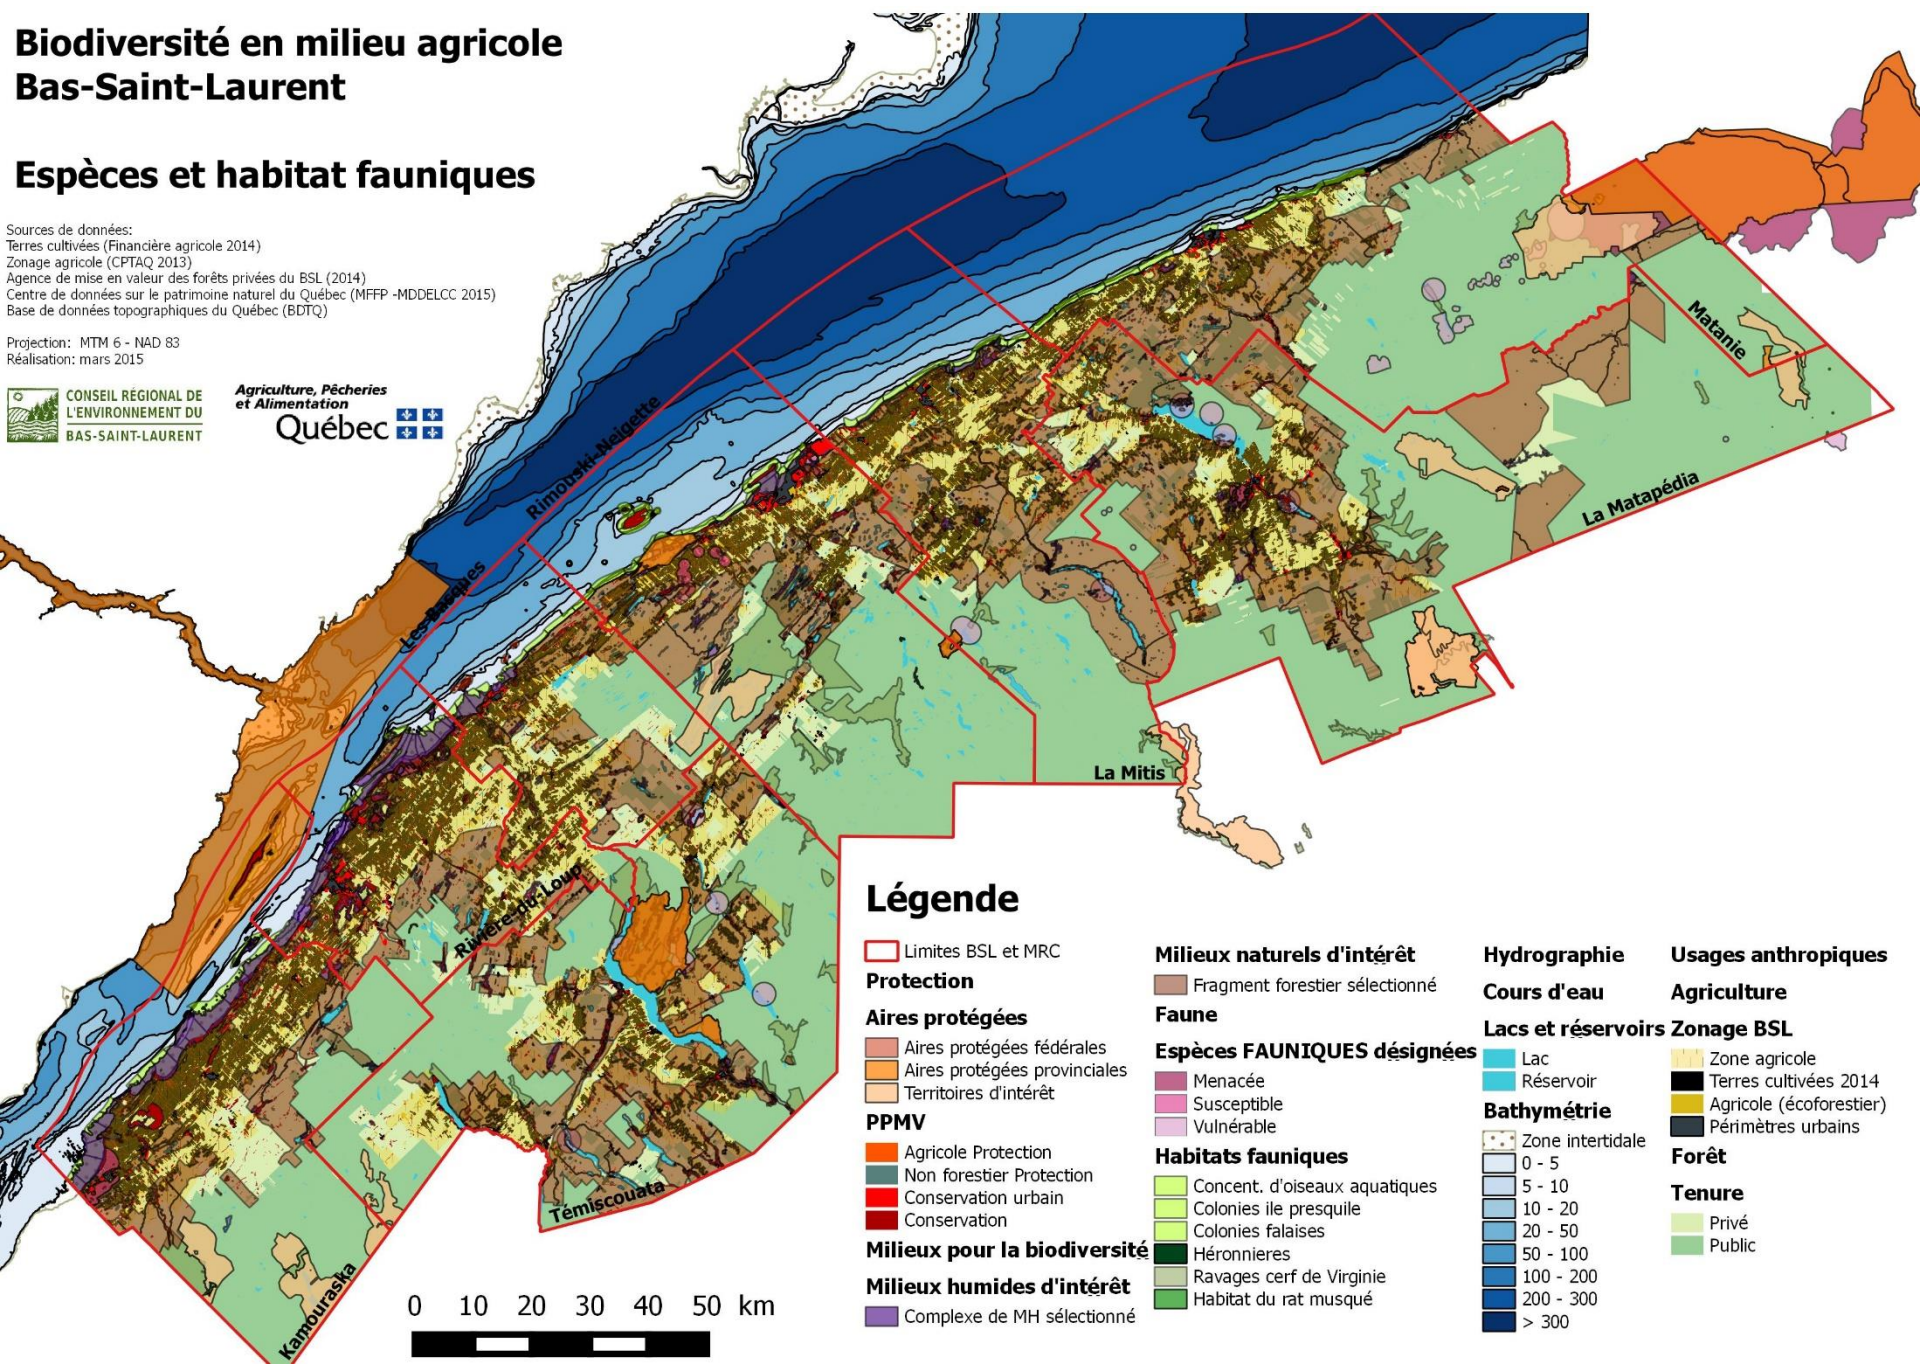 Biodiversité en milieu agricole
Bas-Saint-Laurent
Espèces et habitat fauniques
Sources de données:
Terres cultivées (Financière agricole 2014)
Zonage agricole (CPTAQ 2013)
Agence de mise en valeur des forêts privées du BSL (2014)
Centre de données sur le patrimoine naturel du Québec (MFFP -MDDELCC 2015)
Base de données topographiques du Québec (BDTQ)
Projection: MTM 6 - NAD 83
Réalisation: mars 2015
CONSEIL RÉGIONAL DE
L'ENVIRONNEMENT DU
BAS-SAINT-LAURENT
Agriculture, Pêcheries
et Alimentation
Québec
Matanie
La Matapédia
Rimouski-Neigette
Les-Basques
La Mitis
Rivière-du-Loup
Témiscouata
Kamouraska
0 10 20 30 40 50 km
Légende
Limites BSL et MRC
Protection
Aires protégées
Aires protégées fédérales
Aires protégées provinciales
Territoires d'intérêt
PPMV
Agricole Protection
Non forestier Protection
Conservation urbain
Conservation
Milieux pour la biodiversité
Milieux humides d'intérêt
Complexe de MH sélectionné
Milieux naturels d'intérêt
Fragment forestier sélectionné
Faune
Espèces FAUNIQUES désignées
Menacée
Susceptible
Vulnérable
Habitats fauniques
Concent. d'oiseaux aquatiques
Colonies ile presquile
Colonies falaises
Héronnieres
Ravages cerf de Virginie
Habitat du rat musqué
Hydrographie
Cours d'eau
Lacs et réservoirs
Lac
Réservoir
Bathymétrie
Zone intertidale
0 - 5
5 - 10
10 - 20
20 - 50
50 - 100
100 - 200
200 - 300
> 300
Usages anthropiques
Agriculture
Zonage BSL
Zone agricole
Terres cultivées 2014
Agricole (écoforestier)
Périmètres urbains
Forêt
Tenure
Privé
Public